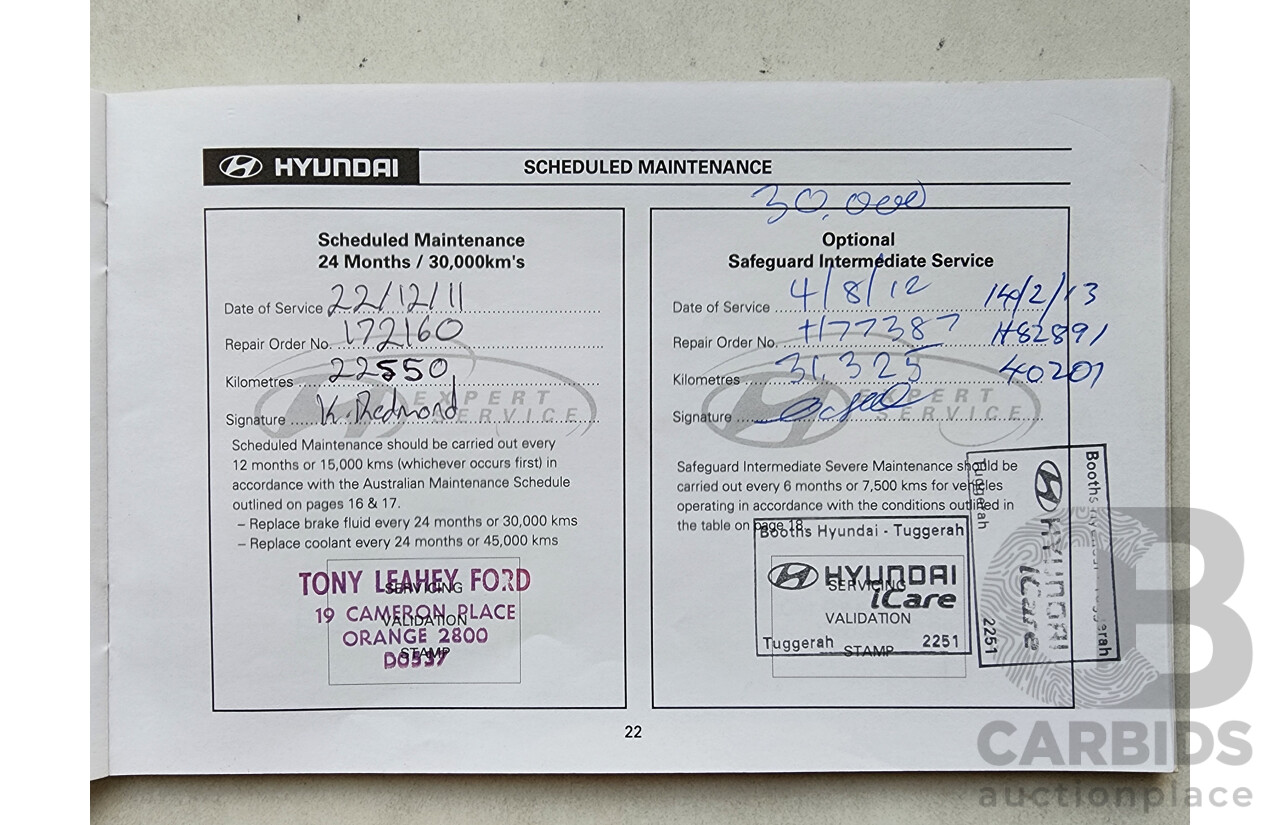 HYUNDAI
SCHEDULED MAINTENANCE
30,000
Scheduled Maintenance
24 Months / 30,000km's
Date of Service 22/12/11
Repair Order No. 172160
Kilometres 22550
Signature K. Redmond
EXPERT
SERVICE
Scheduled Maintenance should be carried out every
12 months or 15,000 kms (whichever occurs first) in
accordance with the Australian Maintenance Schedule
outlined on pages 16 & 17.
– Replace brake fluid every 24 months or 30,000 kms
– Replace coolant every 24 months or 45,000 kms
SERVICING
VALIDATION
STAMP
TONY LEAHEY FORD
19 CAMERON PLACE
ORANGE 2800
Optional
Safeguard Intermediate Service
Date of Service 4/8/12 14/2/13
Repair Order No. H177387 H82891
Kilometres 31,325 40201
Signature
EXPERT
SERVICE
Safeguard Intermediate Severe Maintenance should be
carried out every 6 months or 7,500 kms for vehicles
operating in accordance with the conditions outlined in
the table on page 18
SERVICING
VALIDATION
STAMP
Booths Hyundai - Tuggerah
HYUNDAI
iCare
Tuggerah 2251
Booths Hyundai - Tuggerah
HYUNDAI
iCare
Tuggerah 2251
22
CARBIDS
auctionplace